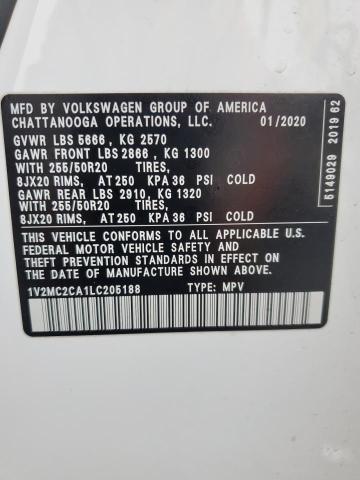 MFD BY VOLKSWAGEN GROUP OF AMERICA
CHATTANOOGA OPERATIONS, LLC. 01/2020
GVWR LBS 5666 , KG 2570
GAWR FRONT LBS 2866 , KG 1300
WITH 255/50R20 TIRES,
8JX20 RIMS, AT 250 KPA 36 PSI COLD
GAWR REAR LBS 2910, KG 1320
WITH 255/50R20 TIRES,
8JX20 RIMS, AT 250 KPA 36 PSI COLD
THIS VEHICLE CONFORMS TO ALL APPLICABLE U.S.
FEDERAL MOTOR VEHICLE SAFETY AND
THEFT PREVENTION STANDARDS IN EFFECT ON
THE DATE OF MANUFACTURE SHOWN ABOVE.
1V2MC2CA1LC205188 TYPE: MPV
5149029 2019 62